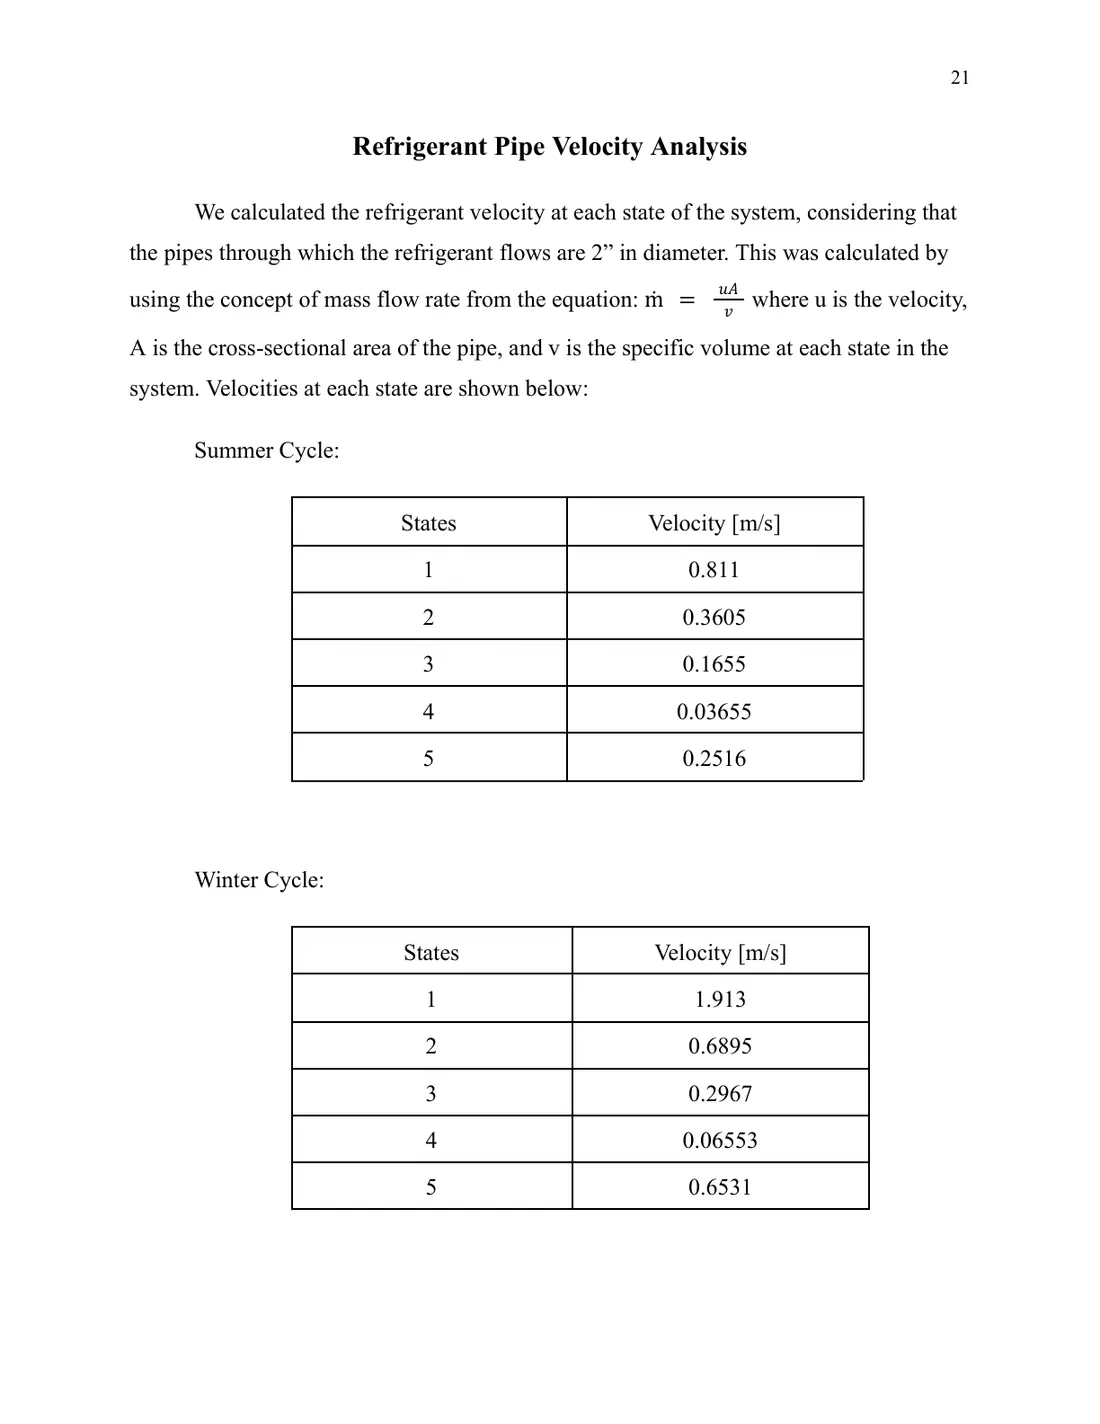 21
Refrigerant Pipe Velocity Analysis
We calculated the refrigerant velocity at each state of the system, considering that
the pipes through which the refrigerant flows are 2” in diameter. This was calculated by
using the concept of mass flow rate from the equation: ṁ = uA/v where u is the velocity,
A is the cross-sectional area of the pipe, and v is the specific volume at each state in the
system. Velocities at each state are shown below:
Summer Cycle:
States Velocity [m/s]
1 0.811
2 0.3605
3 0.1655
4 0.03655
5 0.2516
Winter Cycle:
States Velocity [m/s]
1 1.913
2 0.6895
3 0.2967
4 0.06553
5 0.6531